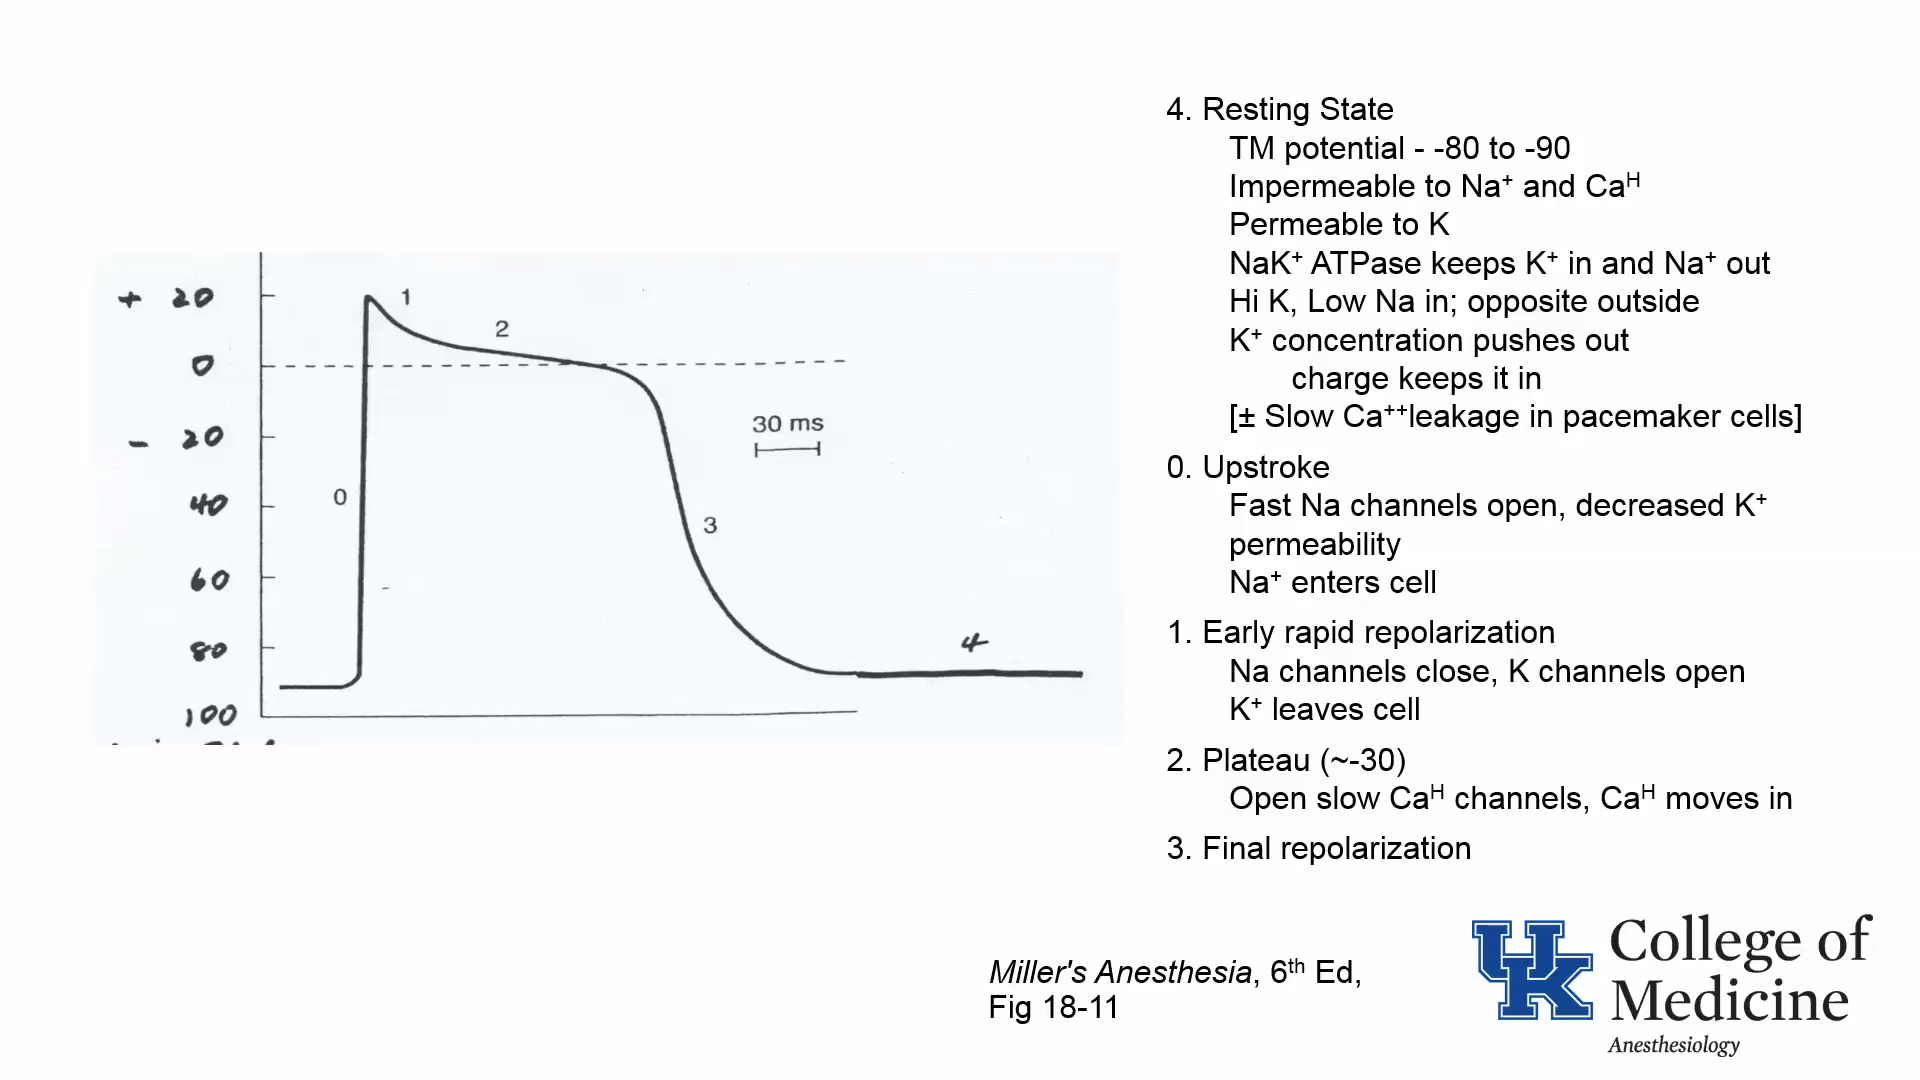 + 20
0
- 20
40
60
80
100
1
2
30 ms
0
3
4
4. Resting State
TM potential - -80 to -90
Impermeable to Na⁺ and Caᴴ
Permeable to K
NaK⁺ ATPase keeps K⁺ in and Na⁺ out
Hi K, Low Na in; opposite outside
K⁺ concentration pushes out
charge keeps it in
[± Slow Ca⁺⁺leakage in pacemaker cells]
0. Upstroke
Fast Na channels open, decreased K⁺
permeability
Na⁺ enters cell
1. Early rapid repolarization
Na channels close, K channels open
K⁺ leaves cell
2. Plateau (~-30)
Open slow Caᴴ channels, Caᴴ moves in
3. Final repolarization
Miller's Anesthesia, 6ᵗʰ Ed,
Fig 18-11
UK
College of
Medicine
Anesthesiology